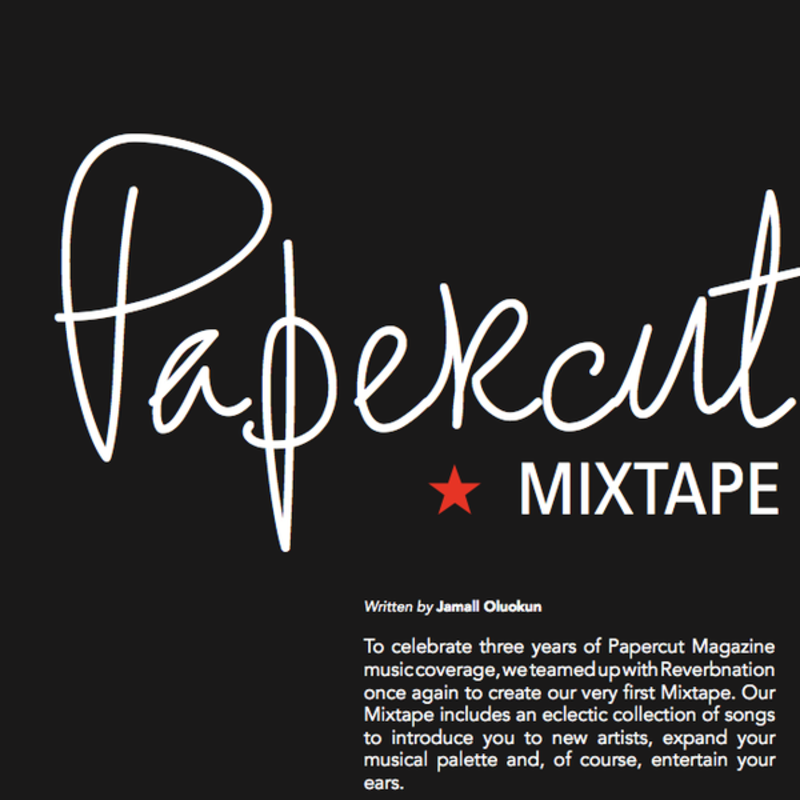 Papercut
MIXTAPE
Written by Jamall Oluokun
To celebrate three years of Papercut Magazine
music coverage, we teamed up with Reverbnation
once again to create our very first Mixtape. Our
Mixtape includes an eclectic collection of songs
to introduce you to new artists, expand your
musical palette and, of course, entertain your
ears.